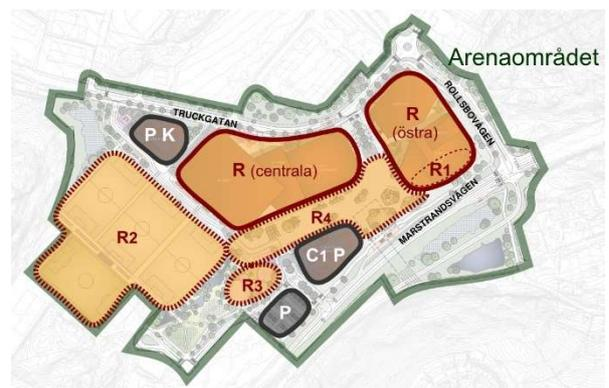 Arenaområdet
TRUCKGATAN
ROLLSBOVÄGEN
P K
R
(östra)
R (centrala)
R1
R4
MARSTRANDSVÄGEN
R2
C1 P
R3
P